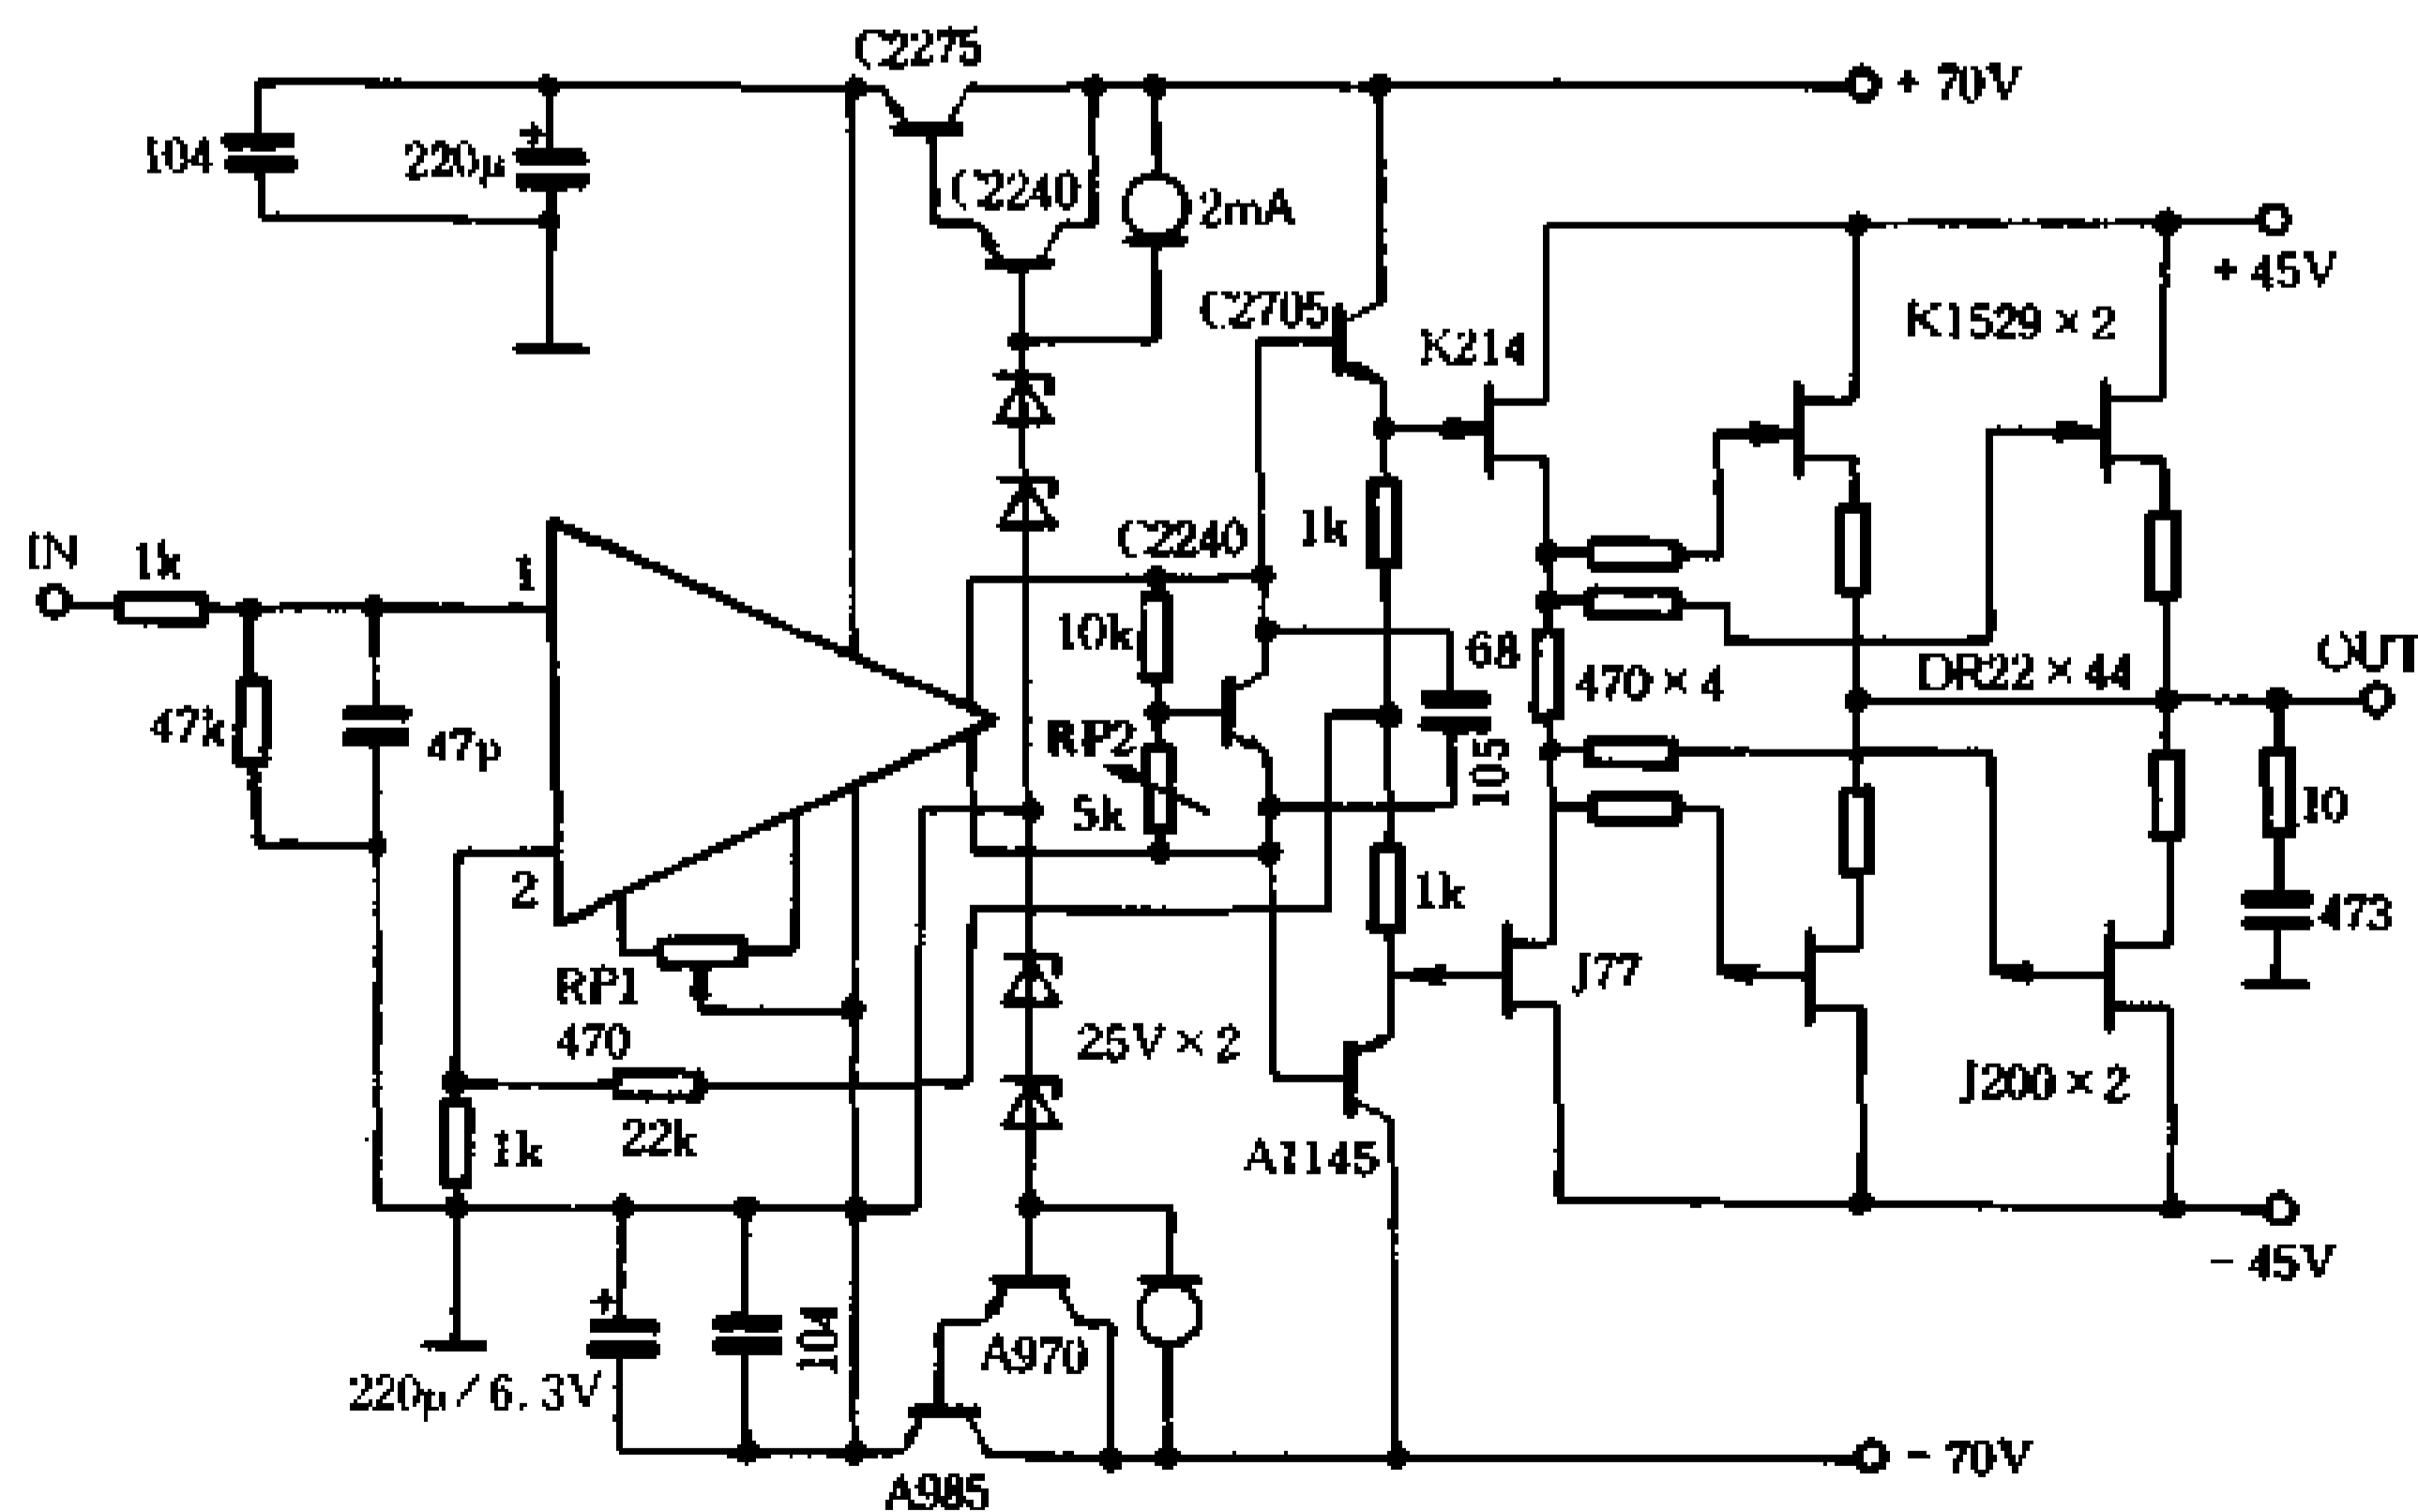 C2275
+ 70V
104
220μ
+
C2240
2mA
+ 45V
C2705
K214
K1529 × 2
IN
1k
1
C2240
1k
10k
68
470 × 4
DR22 × 44
OUT
47k
47p
RP2
5k
105
10
2
1k
473
RP1
470
25V × 2
J77
J200 × 2
1k
22k
A1145
- 45V
+
104
A970
220μ / 6.3V
- 70V
A985